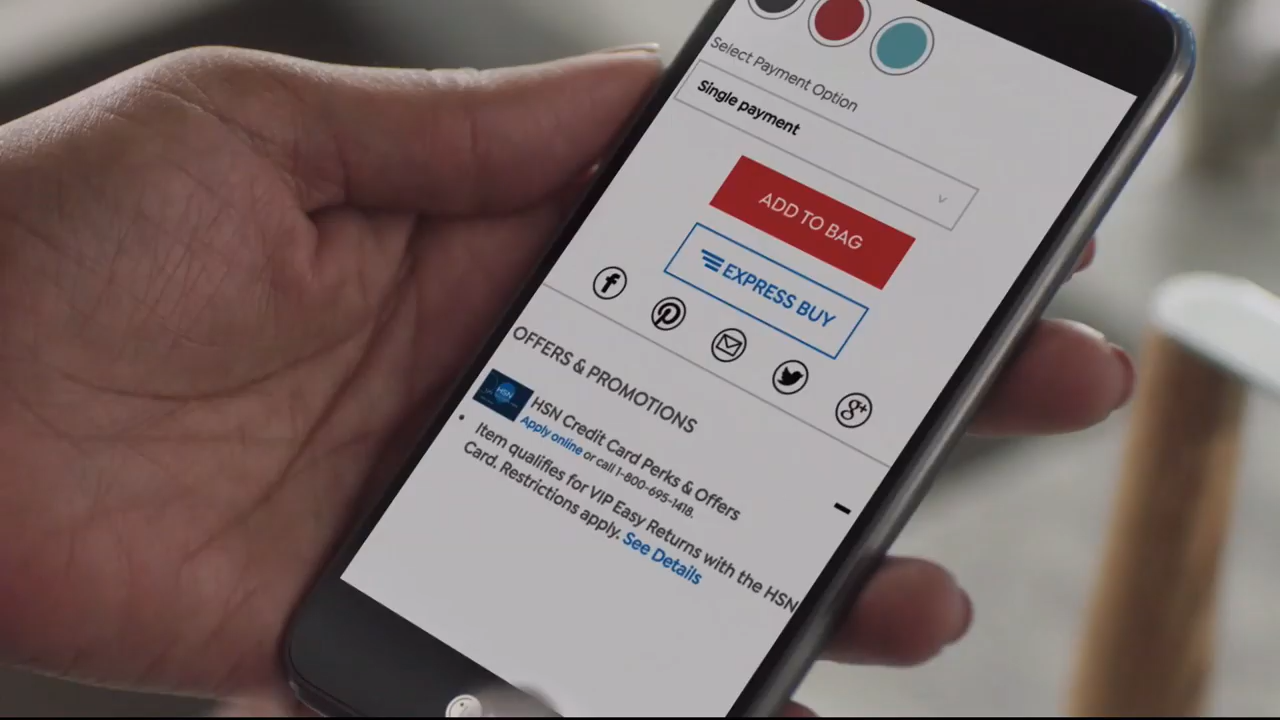 Select Payment Option
Single payment
ADD TO BAG
EXPRESS BUY
OFFERS & PROMOTIONS
HSN
HSN Credit Card Perks & Offers
Apply online or call 1-800-695-1418.
Item qualifies for VIP Easy Returns with the HSN
Card. Restrictions apply. See Details